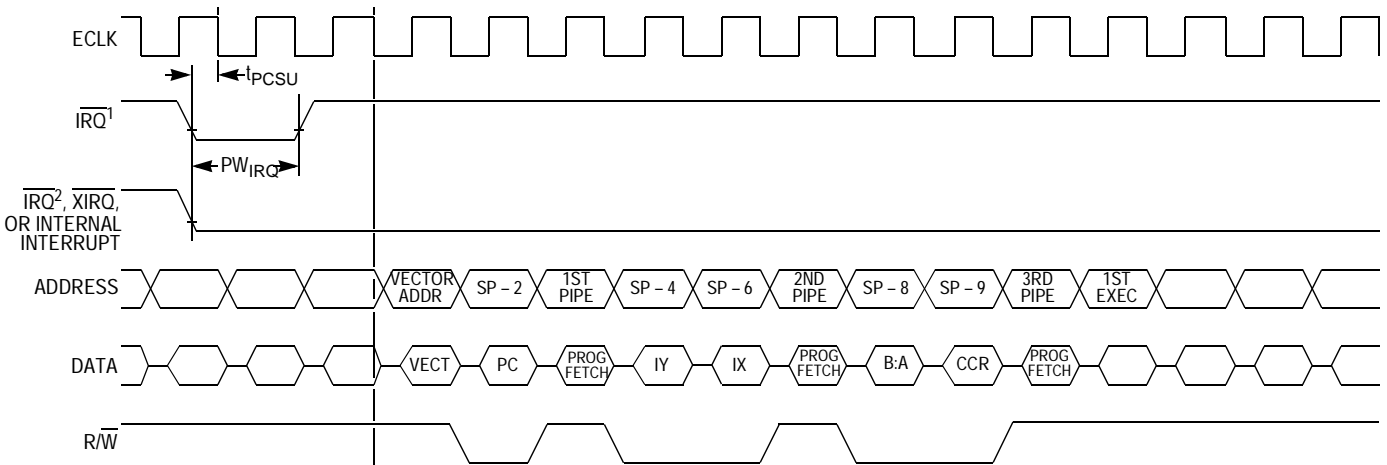 ECLK
tPCSU
IRQ1
PWIRQ
IRQ2, XIRQ,
OR INTERNAL
INTERRUPT
ADDRESS
VECTOR
ADDR
SP – 2
1ST
PIPE
SP – 4
SP – 6
2ND
PIPE
SP – 8
SP – 9
3RD
PIPE
1ST
EXEC
DATA
VECT
PC
PROG
FETCH
IY
IX
PROG
FETCH
B:A
CCR
PROG
FETCH
R/W